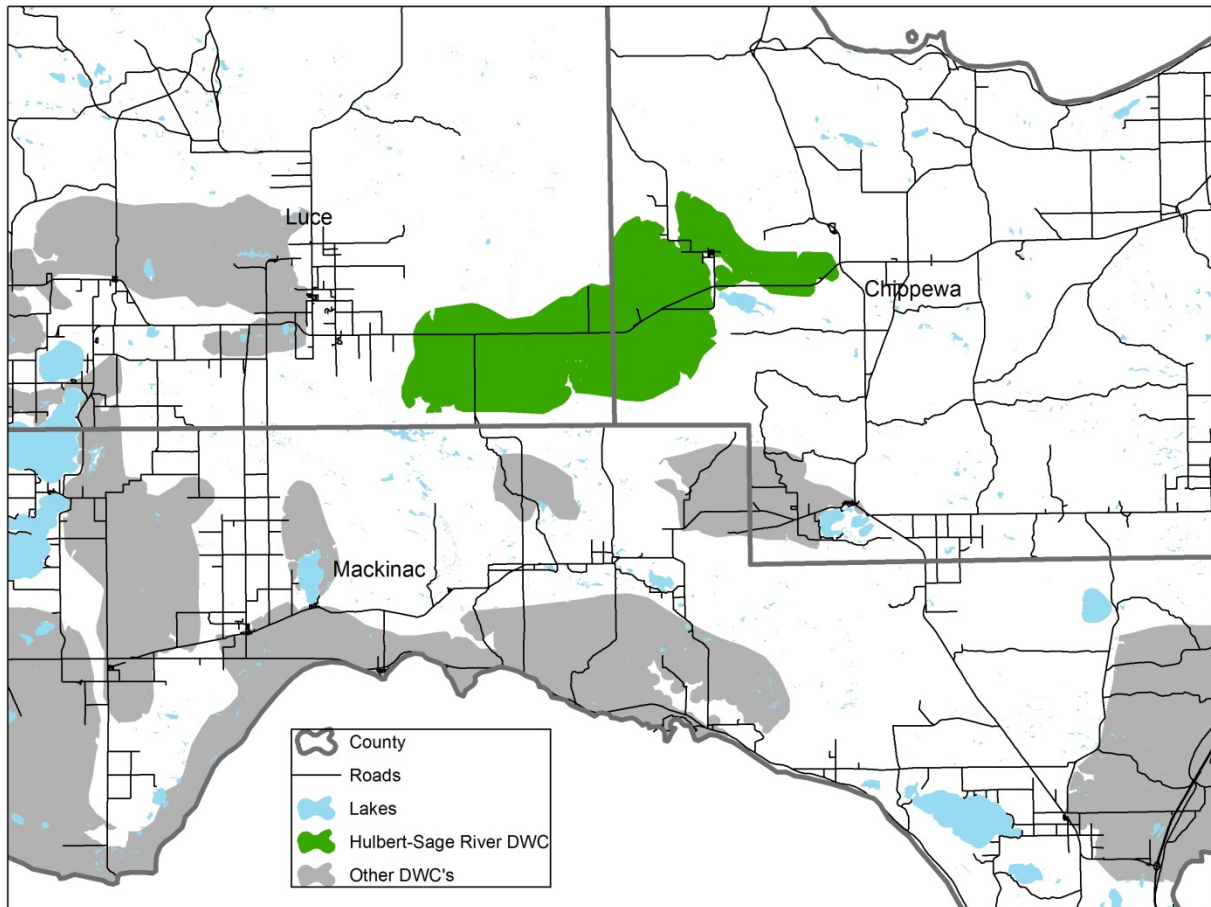 Luce
Chippewa
Mackinac
County
Roads
Lakes
Hulbert-Sage River DWC
Other DWC's